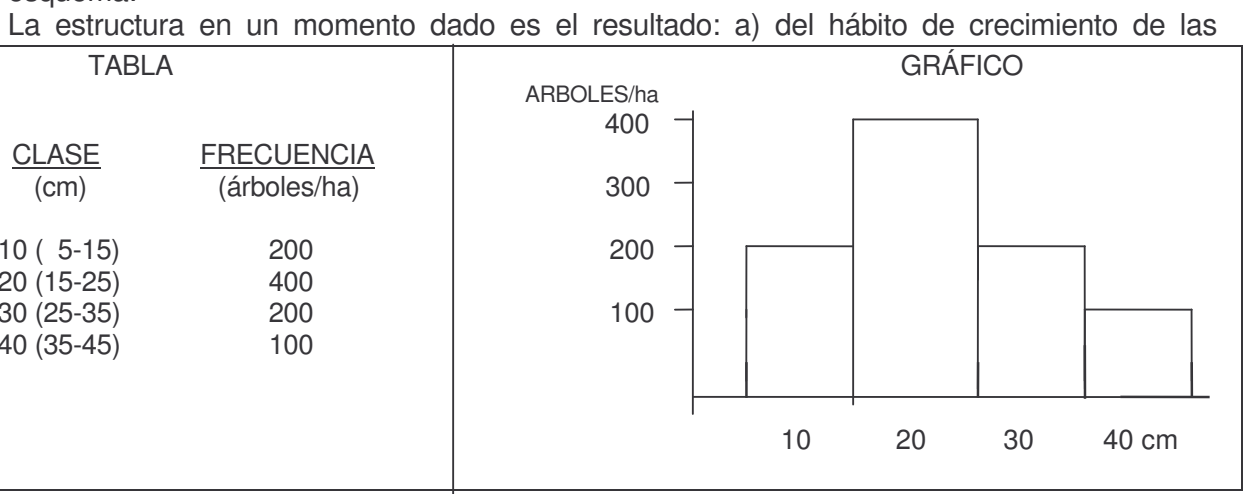 La estructura en un momento dado es el resultado: a) del hábito de crecimiento de las
TABLA
CLASE FRECUENCIA
(cm) (árboles/ha)
10 ( 5-15) 200
20 (15-25) 400
30 (25-35) 200
40 (35-45) 100
GRÁFICO
ARBOLES/ha
400
300
200
100
10 20 30 40 cm